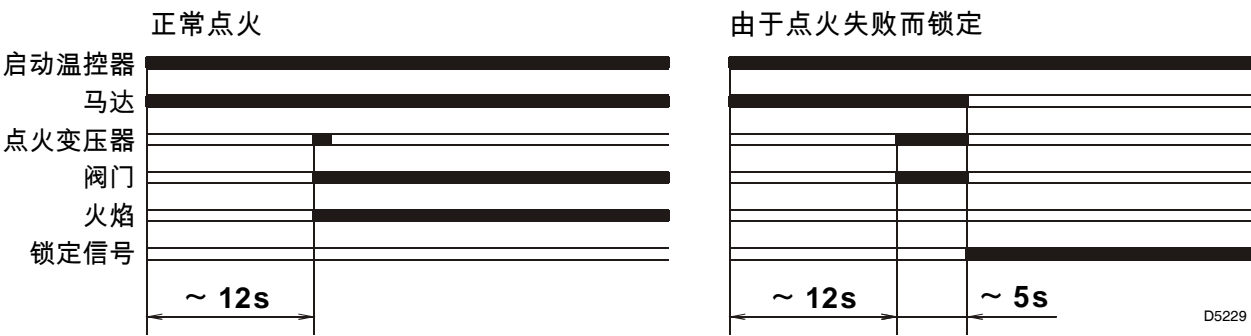 正常点火
由于点火失败而锁定
启动温控器
马达
点火变压器
阀门
火焰
锁定信号
~ 12s
~ 12s
~ 5s
D5229